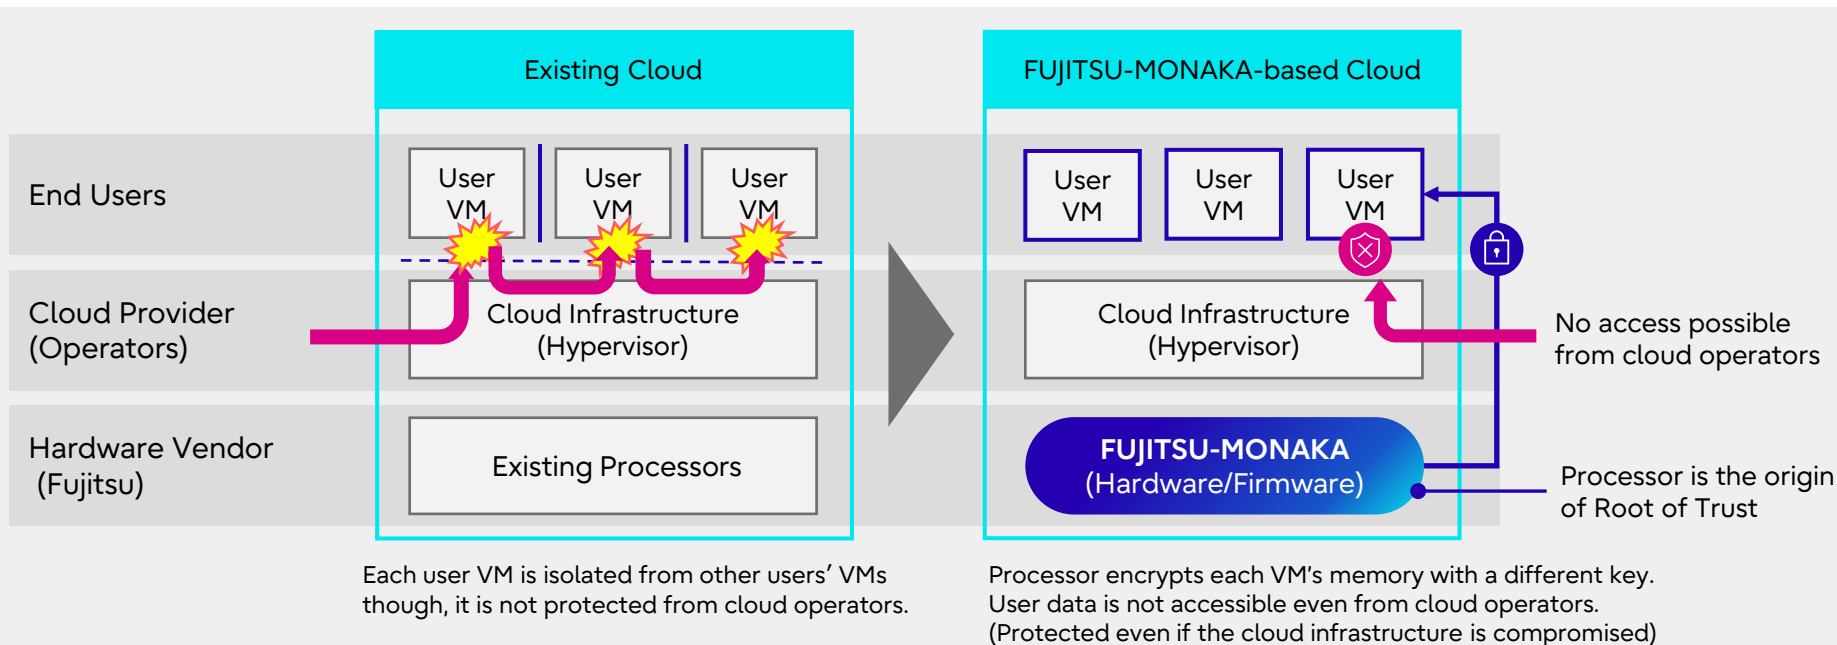 Existing Cloud
FUJITSU-MONAKA-based Cloud
End Users
User
VM
User
VM
User
VM
User
VM
User
VM
User
VM
Cloud Provider
(Operators)
Cloud Infrastructure
(Hypervisor)
Cloud Infrastructure
(Hypervisor)
No access possible
from cloud operators
Hardware Vendor
(Fujitsu)
Existing Processors
FUJITSU-MONAKA
(Hardware/Firmware)
Processor is the origin
of Root of Trust
Each user VM is isolated from other users’ VMs
though, it is not protected from cloud operators.
Processor encrypts each VM’s memory with a different key.
User data is not accessible even from cloud operators.
(Protected even if the cloud infrastructure is compromised)